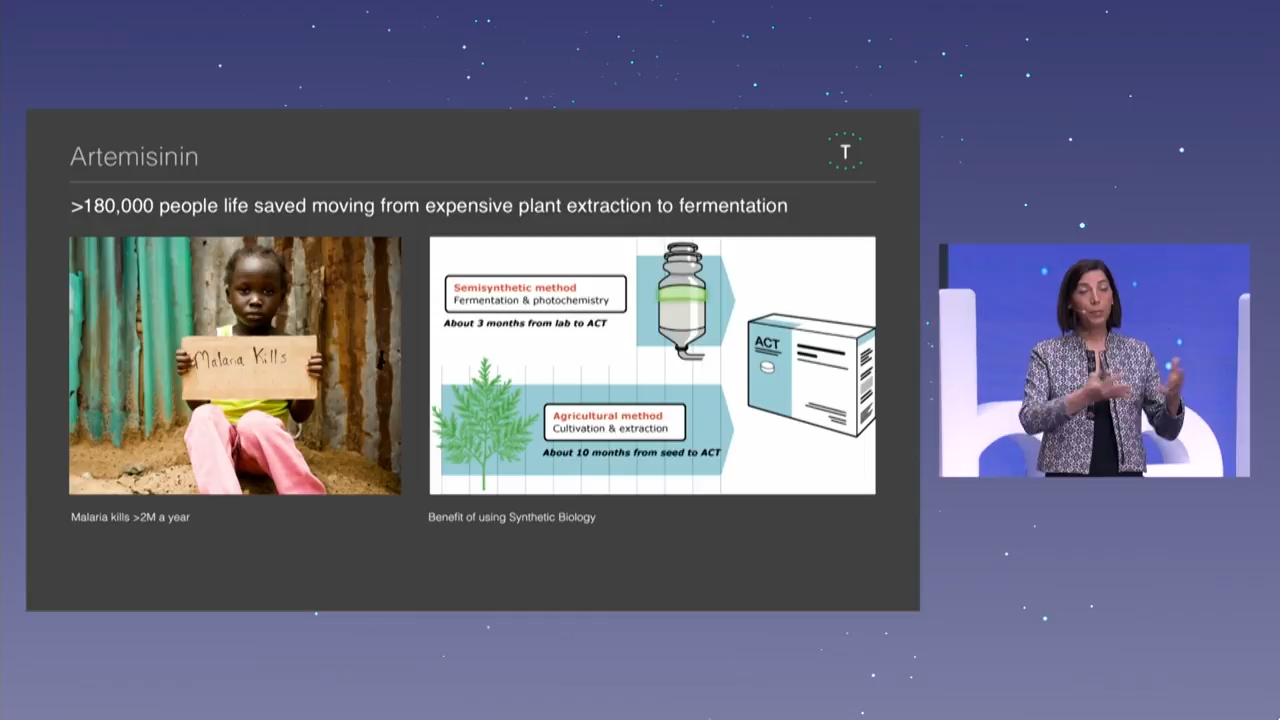 Artemisinin
T
>180,000 people life saved moving from expensive plant extraction to fermentation
Malaria Kills
Semisynthetic method
Fermentation & photochemistry
About 3 months from lab to ACT
ACT
Agricultural method
Cultivation & extraction
About 10 months from seed to ACT
Malaria kills >2M a year
Benefit of using Synthetic Biology